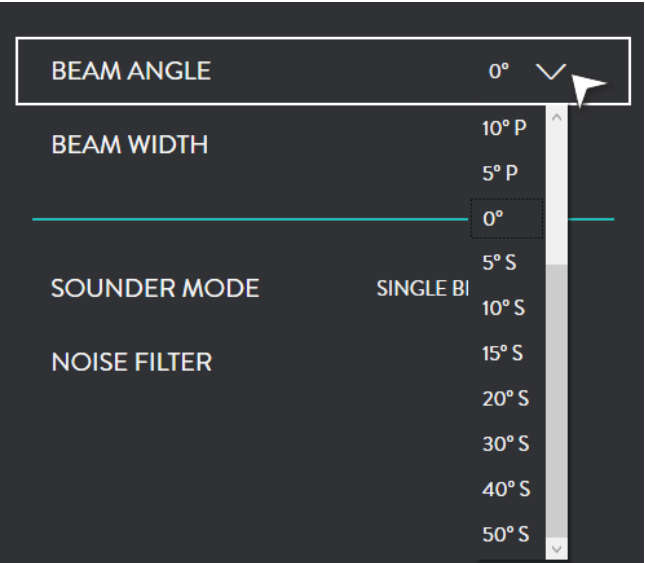 BEAM ANGLE 0°
BEAM WIDTH
10° P
5° P
0°
5° S
10° S
15° S
20° S
30° S
40° S
50° S
SOUNDER MODE SINGLE
NOISE FILTER